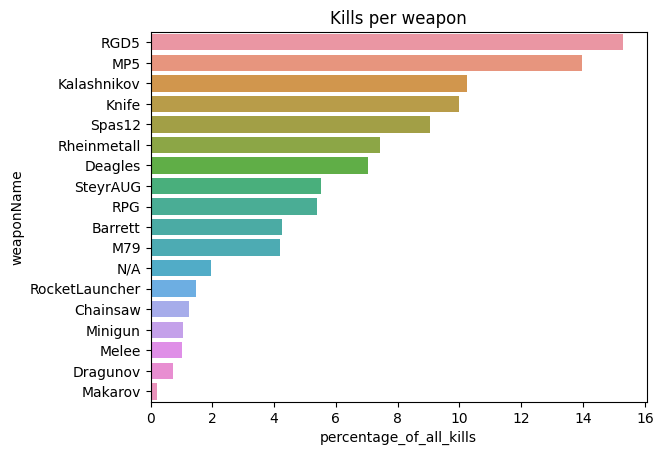 Kills per weapon
RGD5
MP5
Kalashnikov
Knife
Spas12
Rheinmetall
Deagles
SteyrAUG
RPG
Barrett
M79
N/A
RocketLauncher
Chainsaw
Minigun
Melee
Dragunov
Makarov
weaponName
0 2 4 6 8 10 12 14 16
percentage_of_all_kills